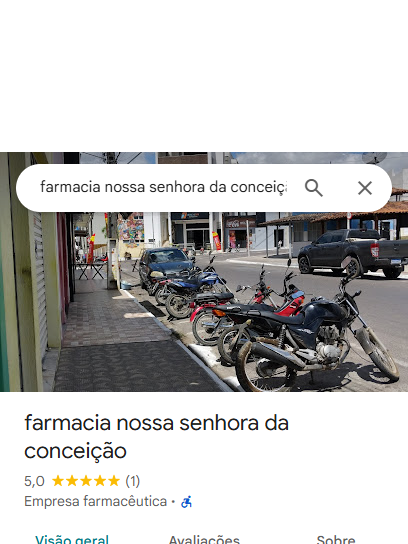 farmacia nossa senhora da conceiç
farmacia nossa senhora da
conceição
5,0 ★★★★★ (1)
Empresa farmacêutica ·
Visão geral Avaliações Sobre